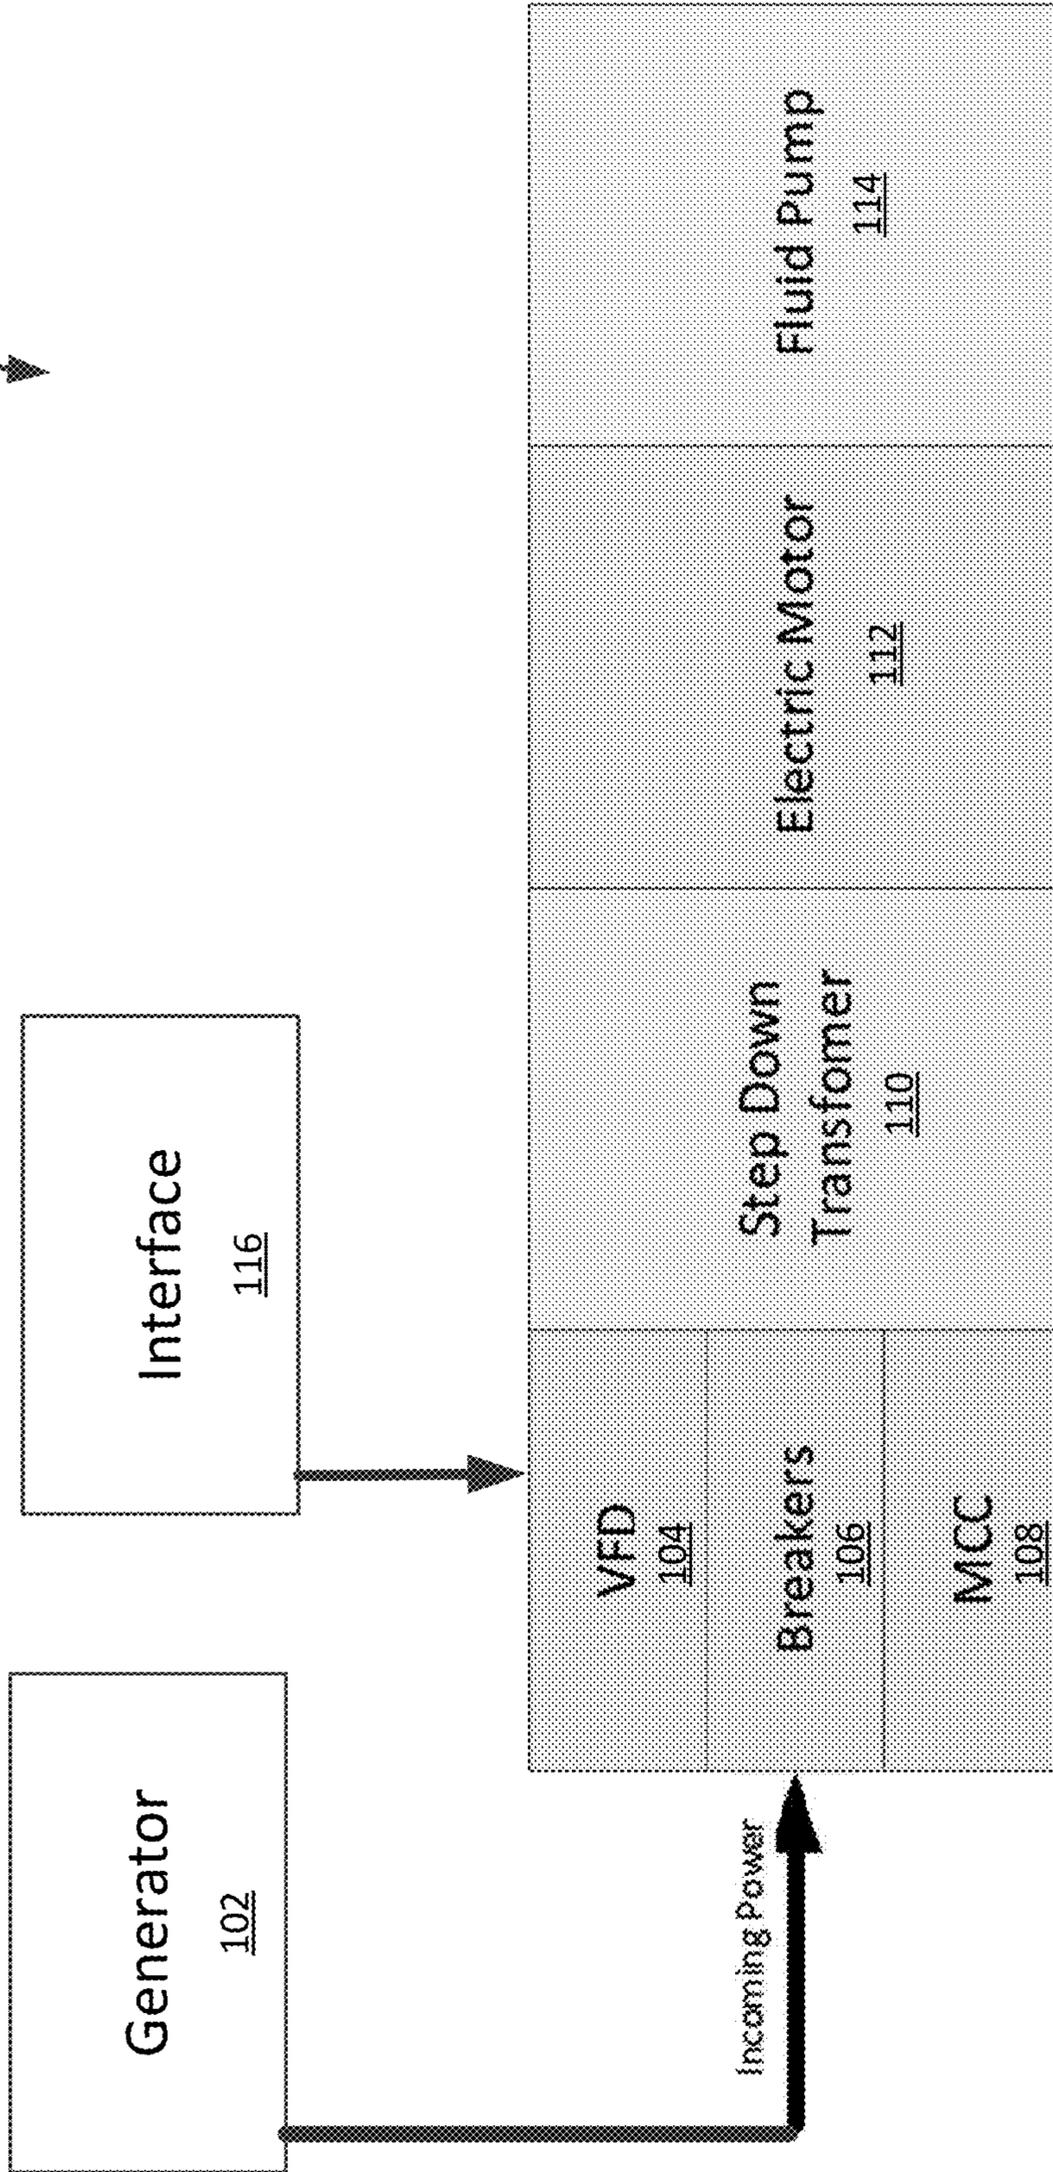 Generator
102
Interface
116
Incoming Power
VFD
104
Breakers
106
MCC
108
Step Down
Transfomer
110
Electric Motor
112
Fluid Pump
114